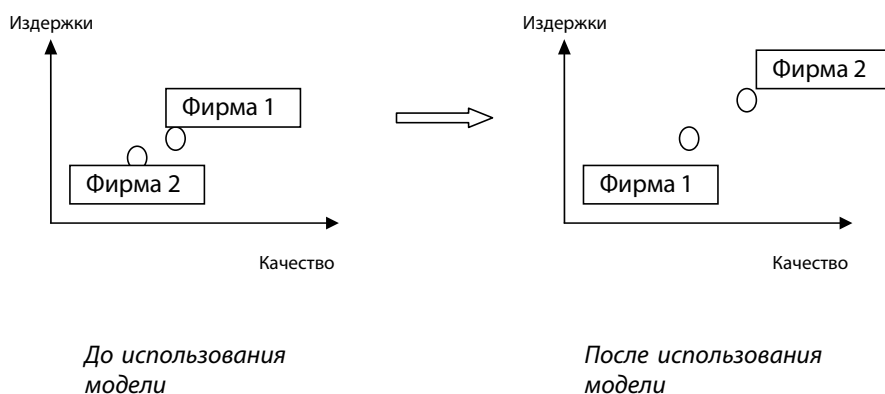 Издержки
Фирма 1
Фирма 2
Качество
До использования
модели
Издержки
Фирма 2
Фирма 1
Качество
После использования
модели